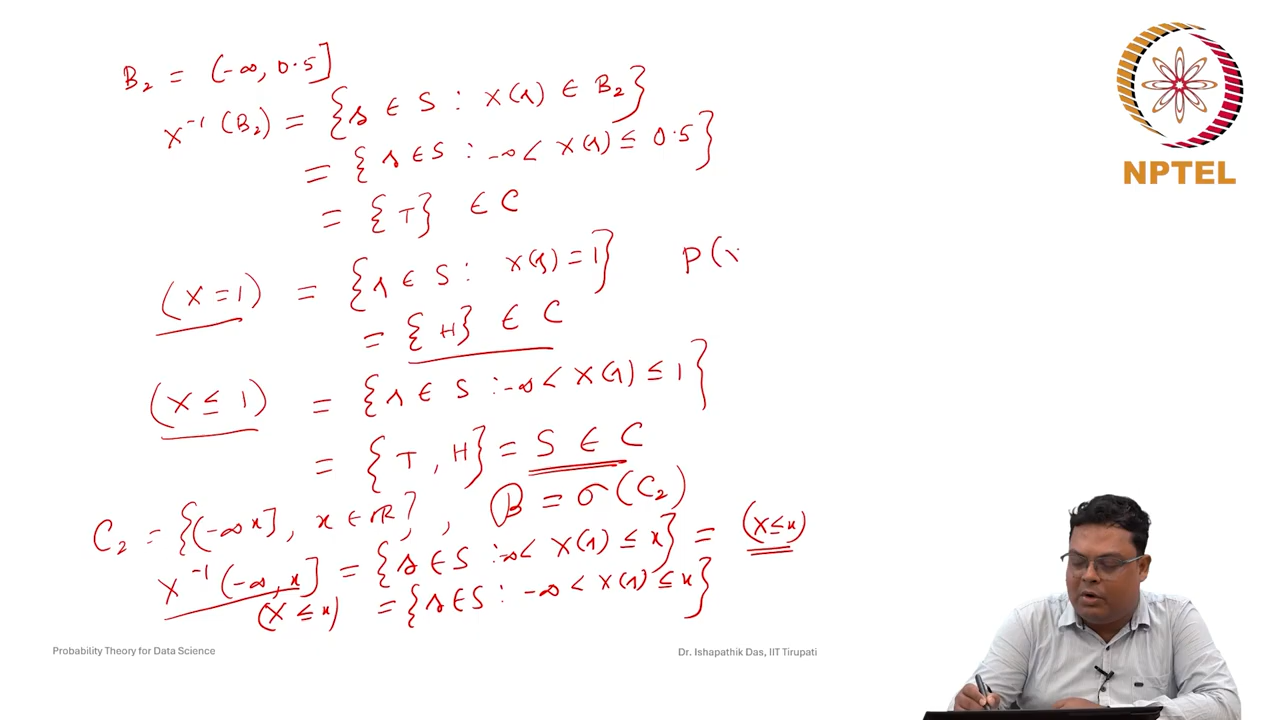 B₂ = (-∞, 0.5]
X⁻¹ (B₂) = {s ∈ S : X(s) ∈ B₂}
= {s ∈ S : -∞ < X(s) ≤ 0.5}
= {T} ∈ C
(X = 1) = {s ∈ S : X(s) = 1} P(
= {H} ∈ C
(X ≤ 1) = {s ∈ S : -∞ < X(s) ≤ 1}
= {T, H} = S ∈ C
C₂ = {(-∞ x], x ∈ ℝ}, 𝓑 = σ(C₂)
X⁻¹ (-∞, x] = {s ∈ S : -∞ < X(s) ≤ x} = (X ≤ x)
(X ≤ x) = {s ∈ S : -∞ < X(s) ≤ x}
NPTEL
Probability Theory for Data Science
Dr. Ishapathik Das, IIT Tirupati